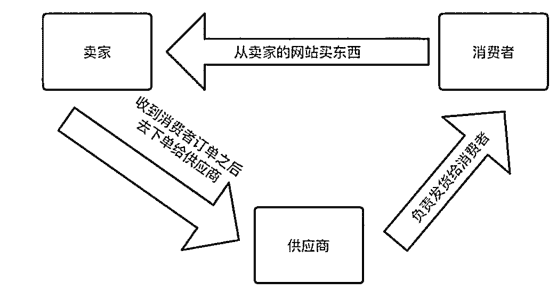 卖家
从卖家的网站买东西
消费者
收到消费者订单之后
去下单给供应商
负责发货给消费者
供应商